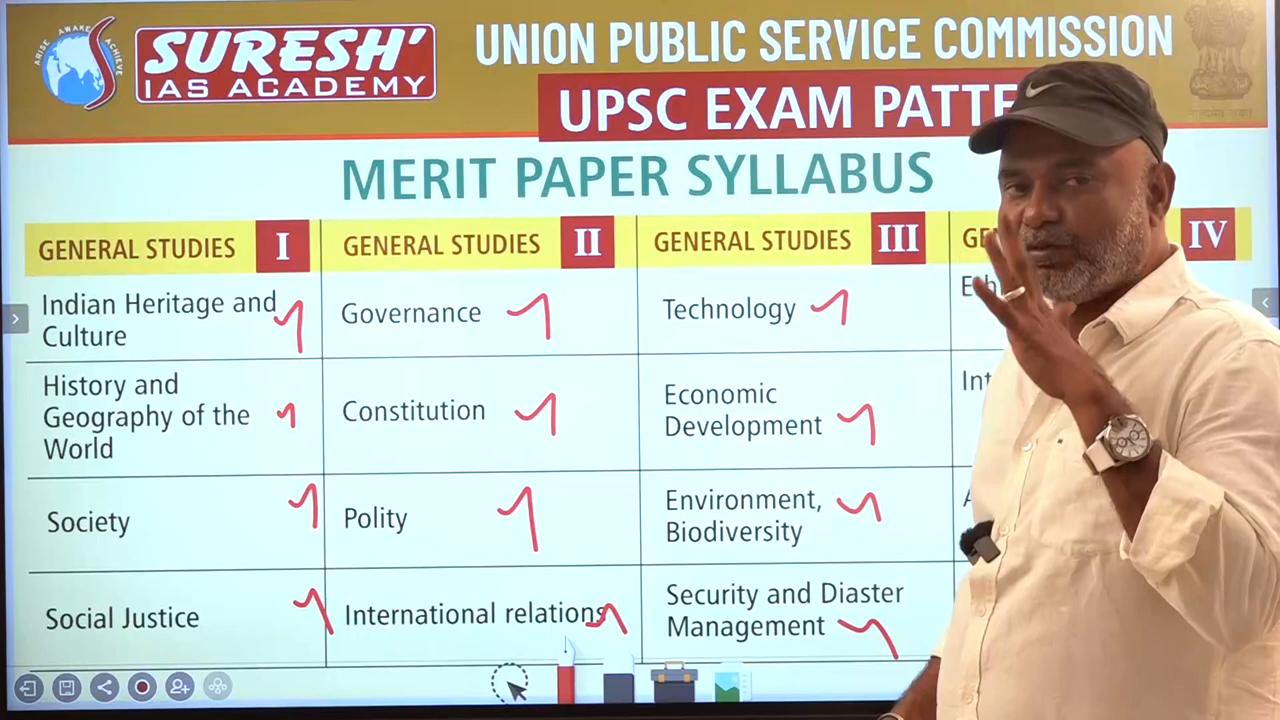 ARISE AWAKE ACHIEVE
SURESH'
IAS ACADEMY
UNION PUBLIC SERVICE COMMISSION
UPSC EXAM
MERIT PAPER SYLLABUS
GENERAL STUDIES I
Indian Heritage and
Culture
History and
Geography of the
World
Society
Social Justice
GENERAL STUDIES II
Governance
Constitution
Polity
International relations
GENERAL STUDIES III
Technology
Economic
Development
Environment,
Biodiversity
Security and Diaster
Management
IV